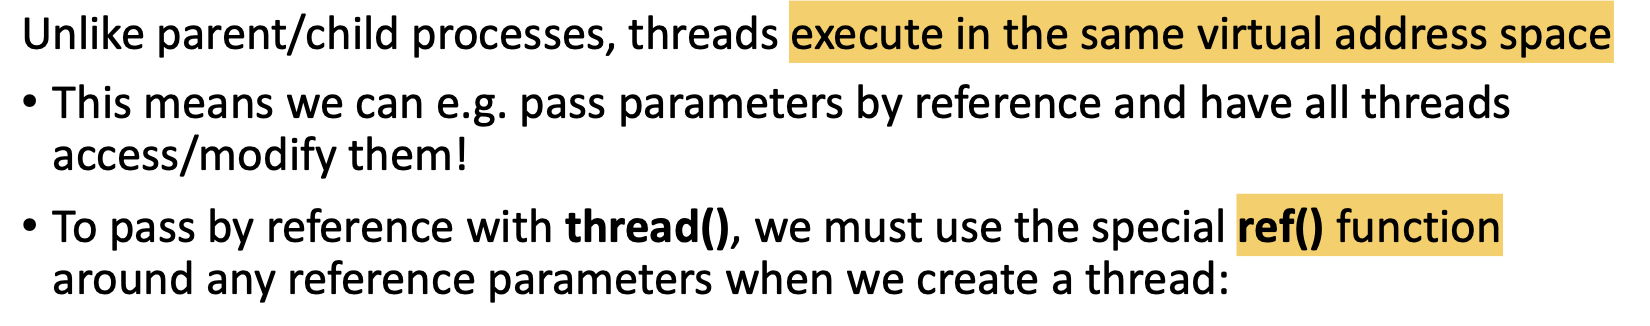 Unlike parent/child processes, threads execute in the same virtual address space
• This means we can e.g. pass parameters by reference and have all threads
access/modify them!
• To pass by reference with thread(), we must use the special ref() function
around any reference parameters when we create a thread: